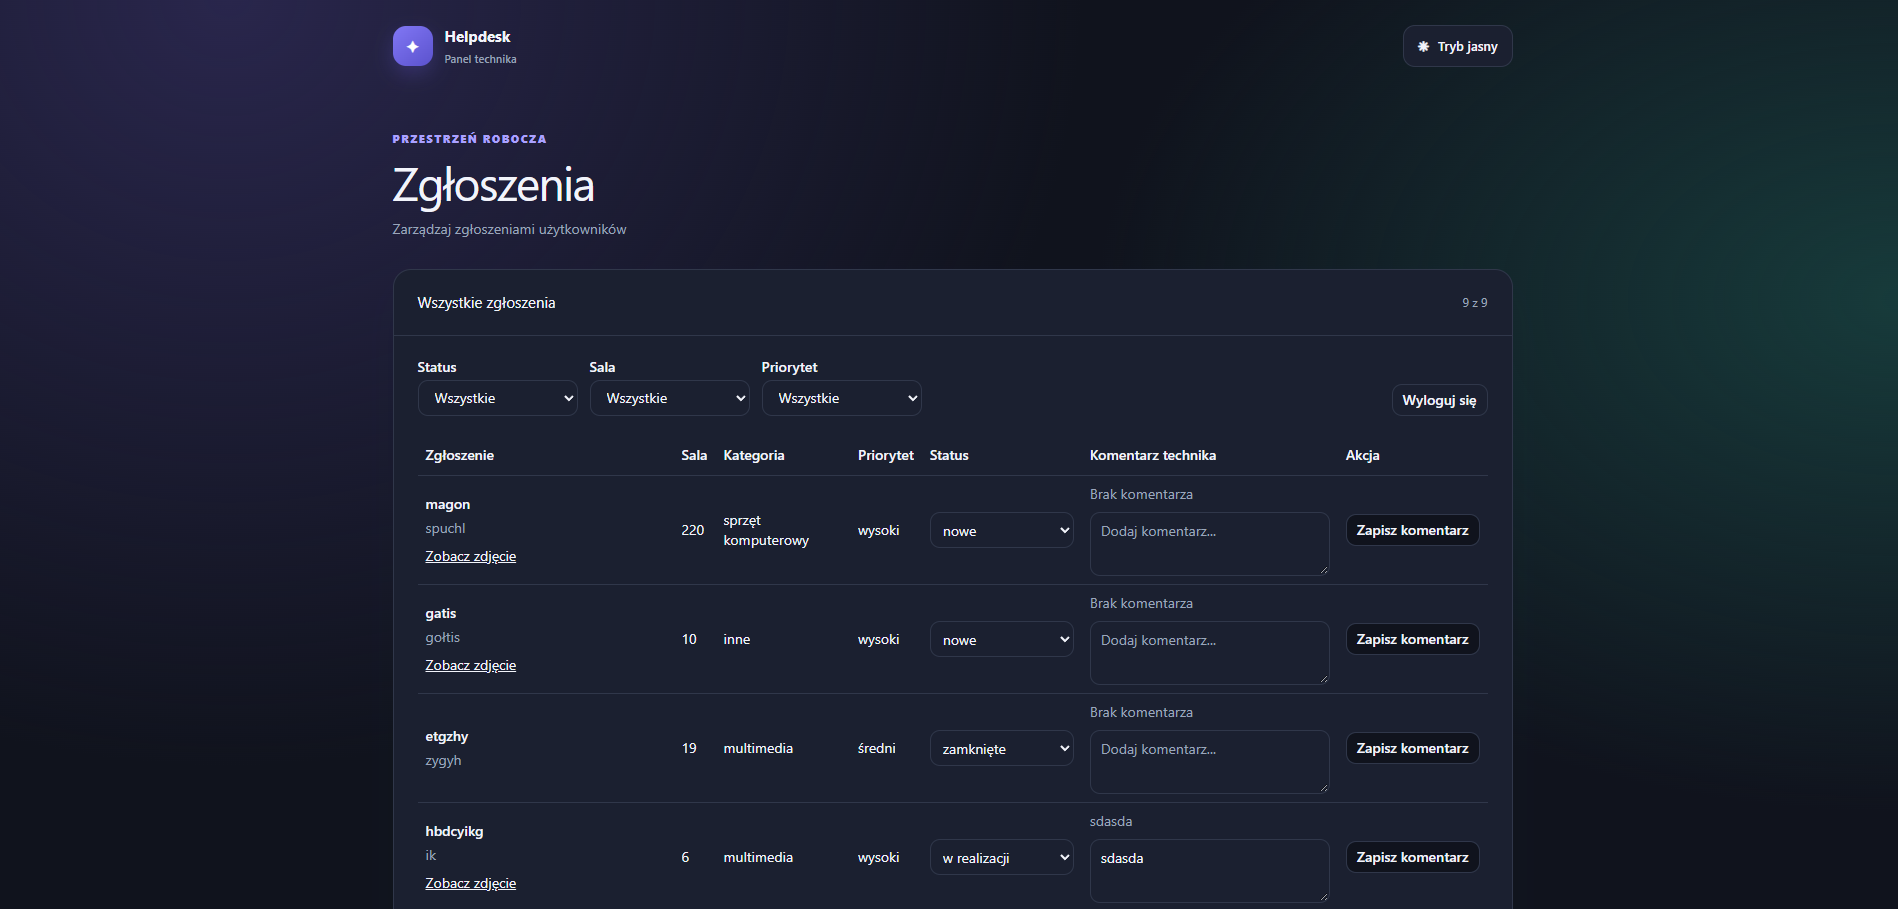 Helpdesk
Panel technika
Tryb jasny
PRZESTRZEŃ ROBOCZA
Zgłoszenia
Zarządzaj zgłoszeniami użytkowników
Wszystkie zgłoszenia
9 z 9
Status Sala Priorytet
Wszystkie Wszystkie Wszystkie
Wyloguj się
Zgłoszenie Sala Kategoria Priorytet Status Komentarz technika Akcja
magon
spuchl
Zobacz zdjęcie
220
sprzęt
komputerowy
wysoki
nowe
Brak komentarza
Dodaj komentarz...
Zapisz komentarz
gatis
gołtis
Zobacz zdjęcie
10
inne
wysoki
nowe
Brak komentarza
Dodaj komentarz...
Zapisz komentarz
etgzhy
zygyh
19
multimedia
średni
zamknięte
Brak komentarza
Dodaj komentarz...
Zapisz komentarz
hbdcyikg
ik
Zobacz zdjęcie
6
multimedia
wysoki
w realizacji
sdasda
sdasda
Zapisz komentarz